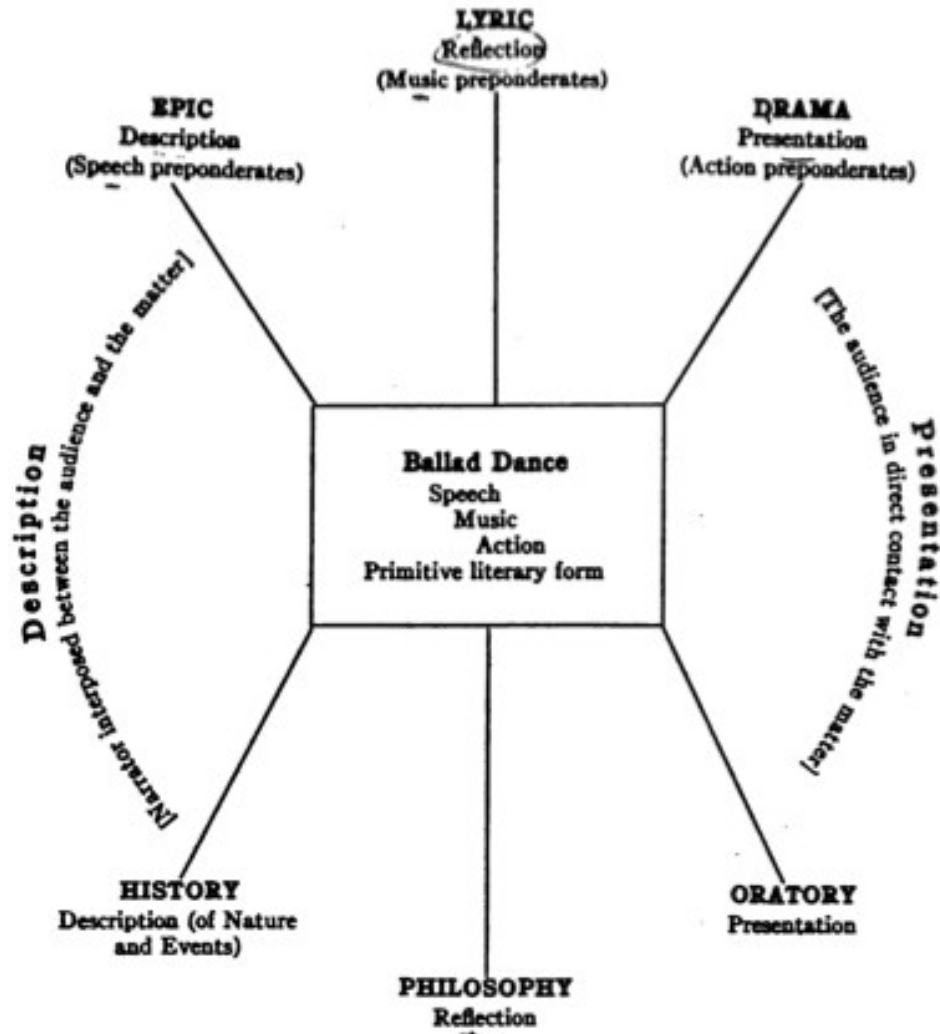 LYRIC
Reflection
(Music preponderates)
EPIC
Description
(Speech preponderates)
DRAMA
Presentation
(Action preponderates)
Description
[Narrator interposed between the audience and the matter]
[The audience in direct contact with the matter]
Presentation
Ballad Dance
Speech
Music
Action
Primitive literary form
HISTORY
Description (of Nature
and Events)
ORATORY
Presentation
PHILOSOPHY
Reflection